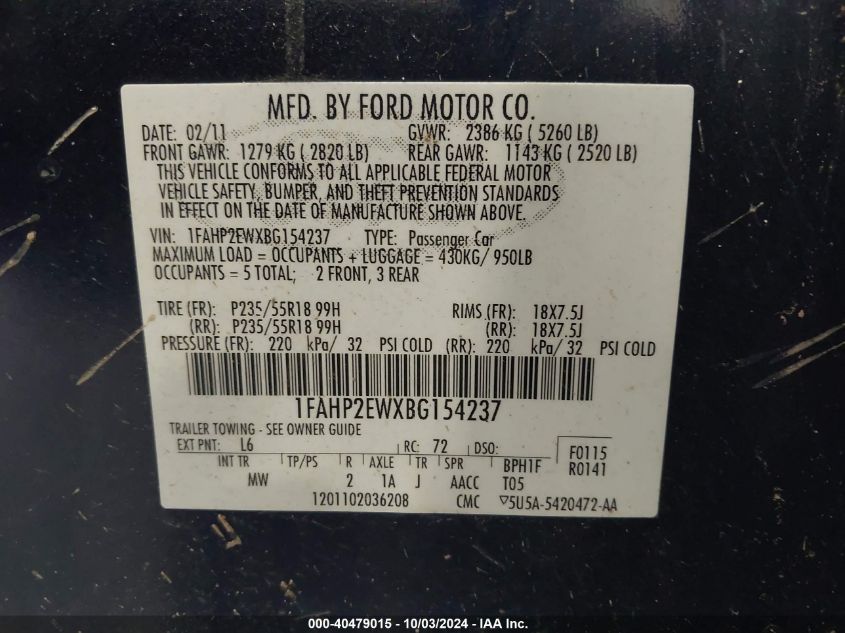 MFD. BY FORD MOTOR CO.
DATE: 02/11 GVWR: 2386 KG ( 5260 LB)
FRONT GAWR: 1279 KG ( 2820 LB) REAR GAWR: 1143 KG ( 2520 LB)
THIS VEHICLE CONFORMS TO ALL APPLICABLE FEDERAL MOTOR
VEHICLE SAFETY, BUMPER, AND THEFT PREVENTION STANDARDS
IN EFFECT ON THE DATE OF MANUFACTURE SHOWN ABOVE.
VIN: 1FAHP2EWXBG154237 TYPE: Passenger Car
MAXIMUM LOAD = OCCUPANTS + LUGGAGE = 430KG/ 950LB
OCCUPANTS = 5 TOTAL; 2 FRONT, 3 REAR
TIRE (FR): P235/55R18 99H RIMS (FR): 18X7.5J
(RR): P235/55R18 99H (RR): 18X7.5J
PRESSURE (FR): 220 kPa/ 32 PSI COLD (RR): 220 kPa/ 32 PSI COLD
1FAHP2EWXBG154237
TRAILER TOWING - SEE OWNER GUIDE
EXT PNT: L6 RC: 72 DSO: F0115
INT TR TP/PS R AXLE TR SPR BPH1F R0141
MW 2 1A J AACC T05
1201102036208 CMC ▽5U5A-5420472-AA
000-40479015 - 10/03/2024 - IAA Inc.